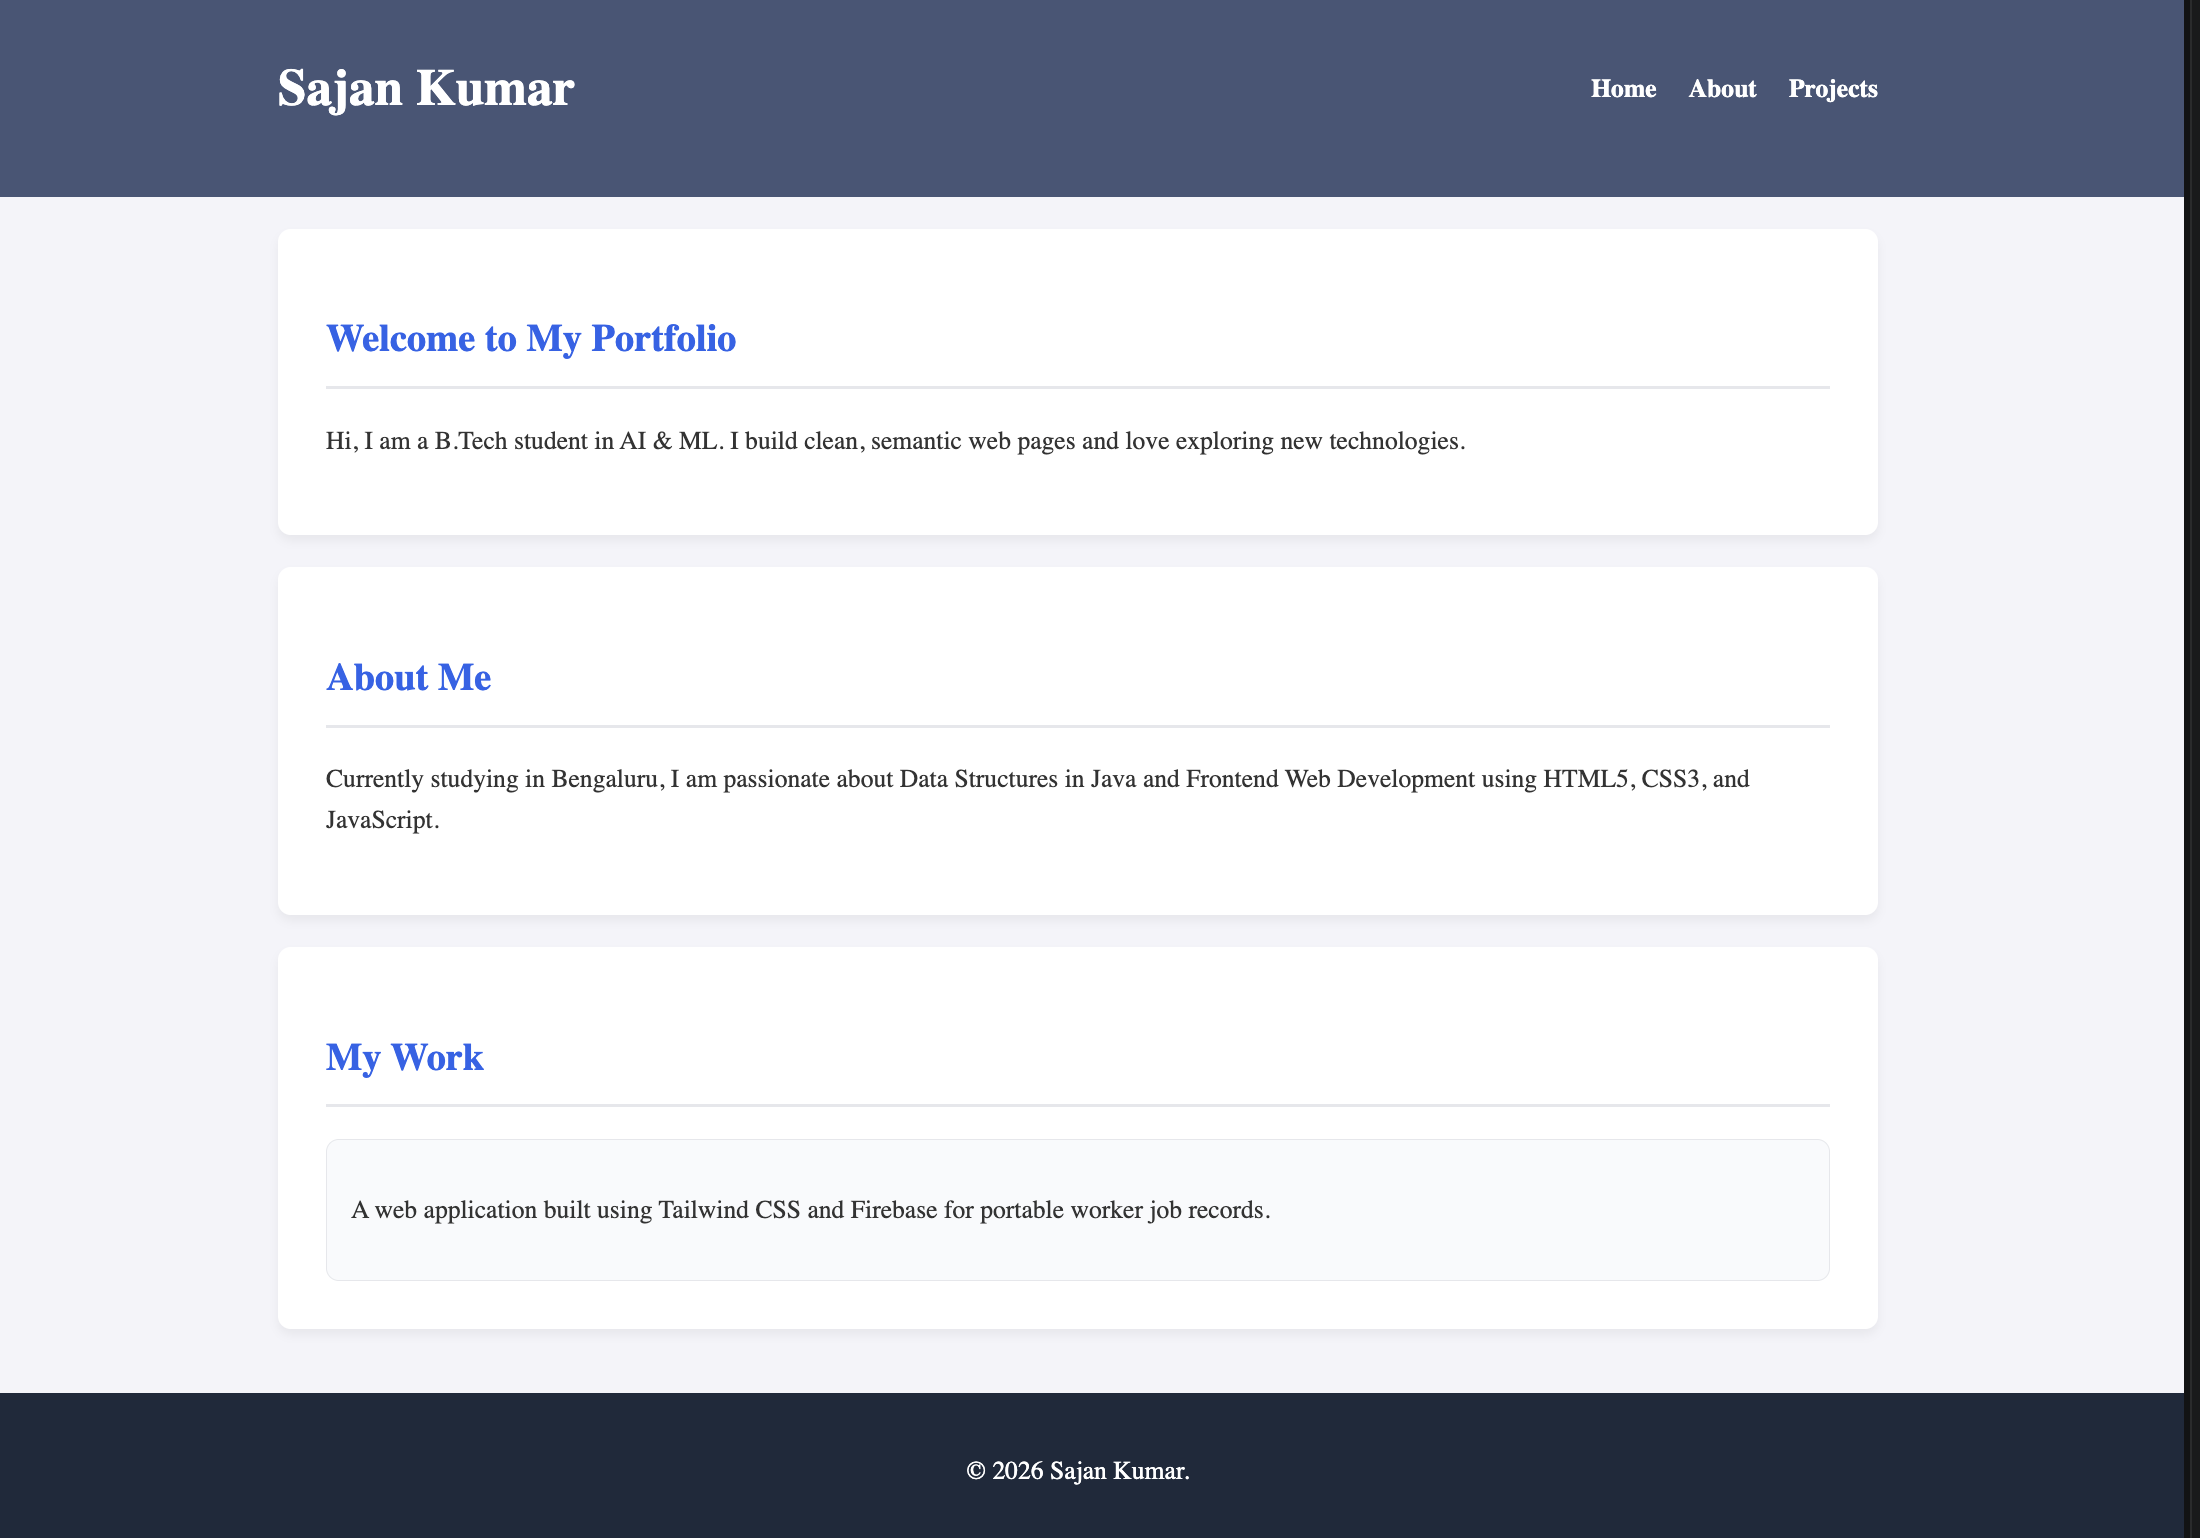 Sajan Kumar
Home About Projects
Welcome to My Portfolio
Hi, I am a B.Tech student in AI & ML. I build clean, semantic web pages and love exploring new technologies.
About Me
Currently studying in Bengaluru, I am passionate about Data Structures in Java and Frontend Web Development using HTML5, CSS3, and
JavaScript.
My Work
A web application built using Tailwind CSS and Firebase for portable worker job records.
© 2026 Sajan Kumar.